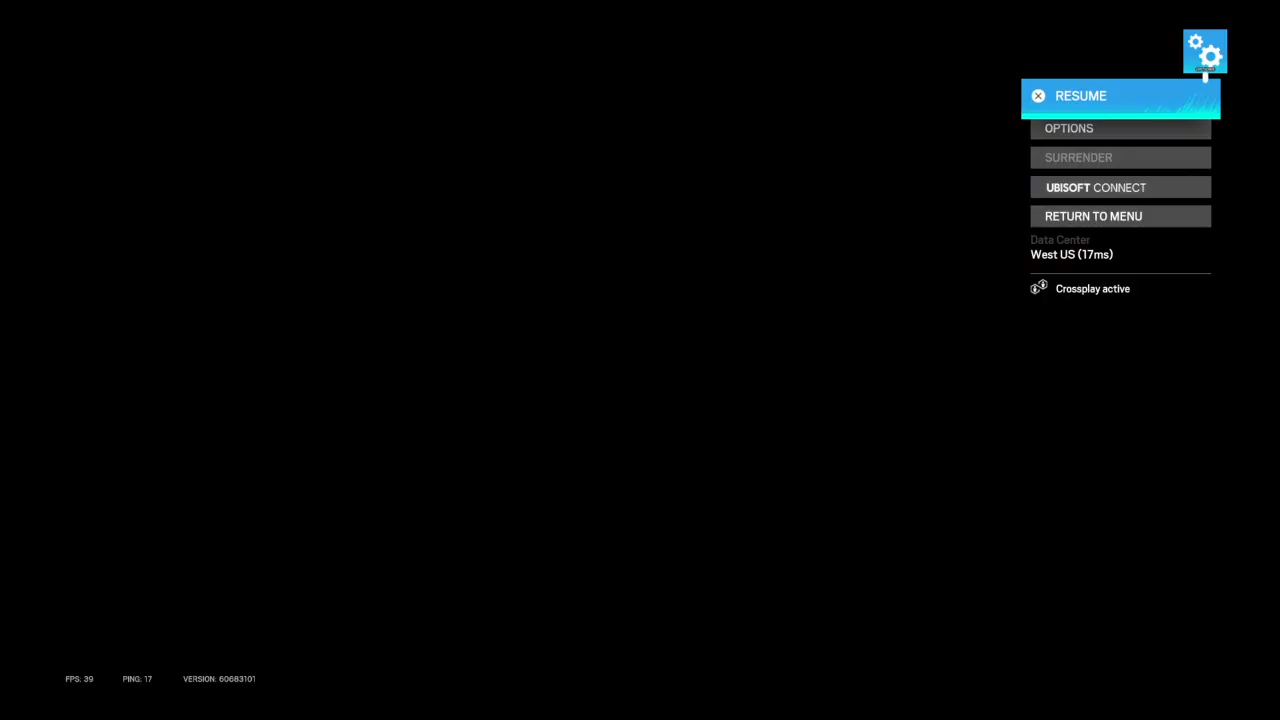 RESUME
OPTIONS
SURRENDER
UBISOFT CONNECT
RETURN TO MENU
Data Center
West US (17ms)
Crossplay active
FPS: 39 PING: 17 VERSION: 60683101